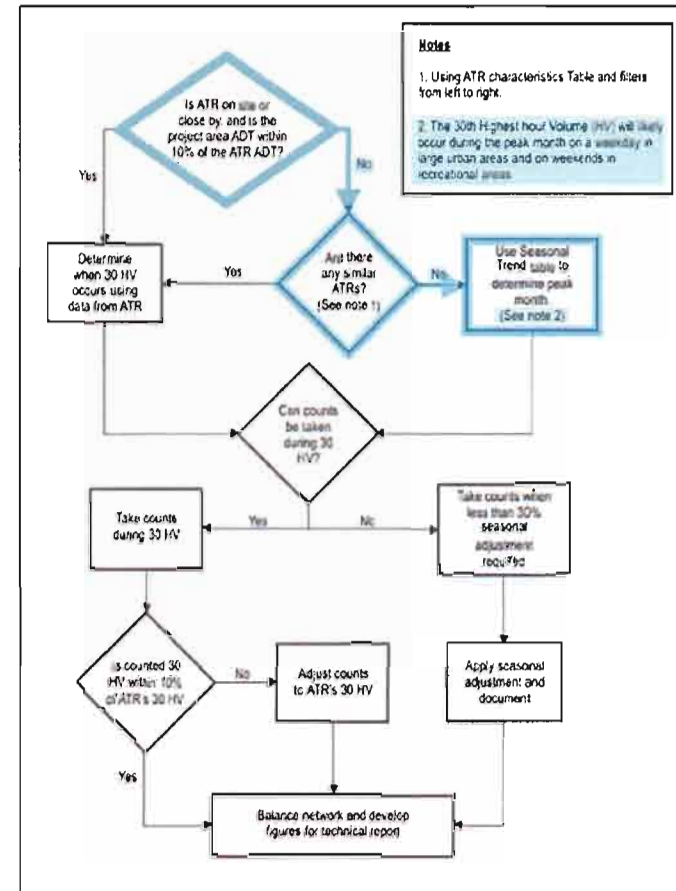 Is ATR on site or
close by, and is the
project area ADT within
10% of the ATR ADT?
Notes
1. Using ATR characteristics Table and filters
from left to right.
2. The 30th Highest hour Volume (HV) will likely
occur during the peak month on a weekday in
large urban areas and on weekends in
recreational areas
Yes
No
Determine
when 30 HV
occurs using
data from ATR
Yes
Are there
any similar
ATRs?
(See note 1)
No
Use Seasonal
Trend table to
determine peak
month.
(See note 2)
Can counts
be taken
during 30
HV?
Take counts
during 30 HV
Yes
No
Take counts when
less than 30%
seasonal
adjustment
required
Is counted 30
HV within 10%
of ATR's 30 HV
No
Adjust counts
to ATR's 30 HV
Apply seasonal
adjustment and
document
Yes
Balance network and develop
figures for technical report